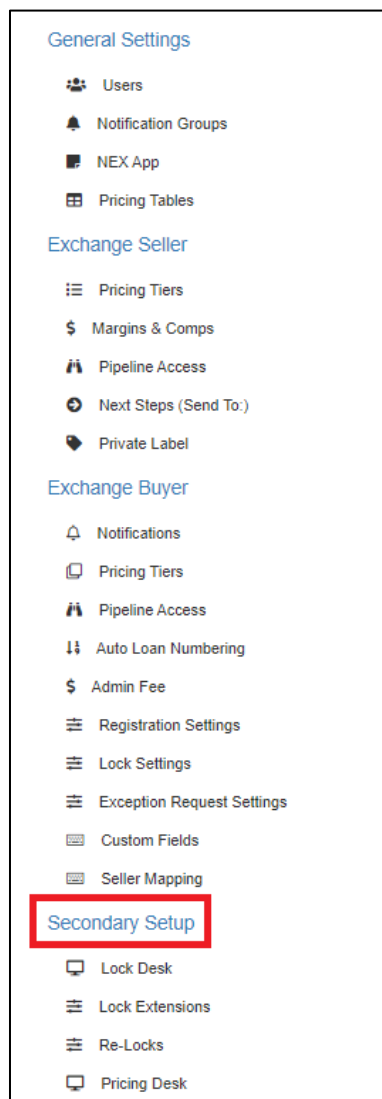 General Settings
Users
Notification Groups
NEX App
Pricing Tables
Exchange Seller
Pricing Tiers
Margins & Comps
Pipeline Access
Next Steps (Send To:)
Private Label
Exchange Buyer
Notifications
Pricing Tiers
Pipeline Access
Auto Loan Numbering
Admin Fee
Registration Settings
Lock Settings
Exception Request Settings
Custom Fields
Seller Mapping
Secondary Setup
Lock Desk
Lock Extensions
Re-Locks
Pricing Desk